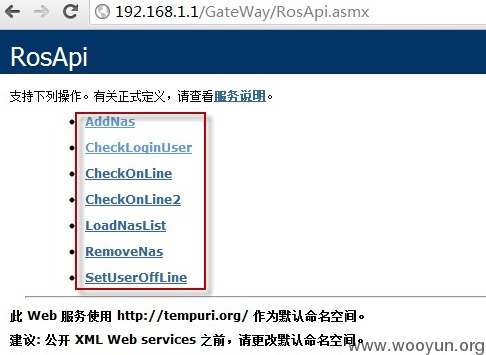 192.168.1.1/GateWay/RosApi.asmx
RosApi
支持下列操作。有关正式定义，请查看服务说明。
AddNas
CheckLoginUser
CheckOnLine
CheckOnLine2
LoadNasList
RemoveNas
SetUserOffLine
此 Web 服务使用 http://tempuri.org/ 作为默认命名空间。
建议: 公开 XML Web services 之前，请更改默认命名空间。
www.wooyun.org